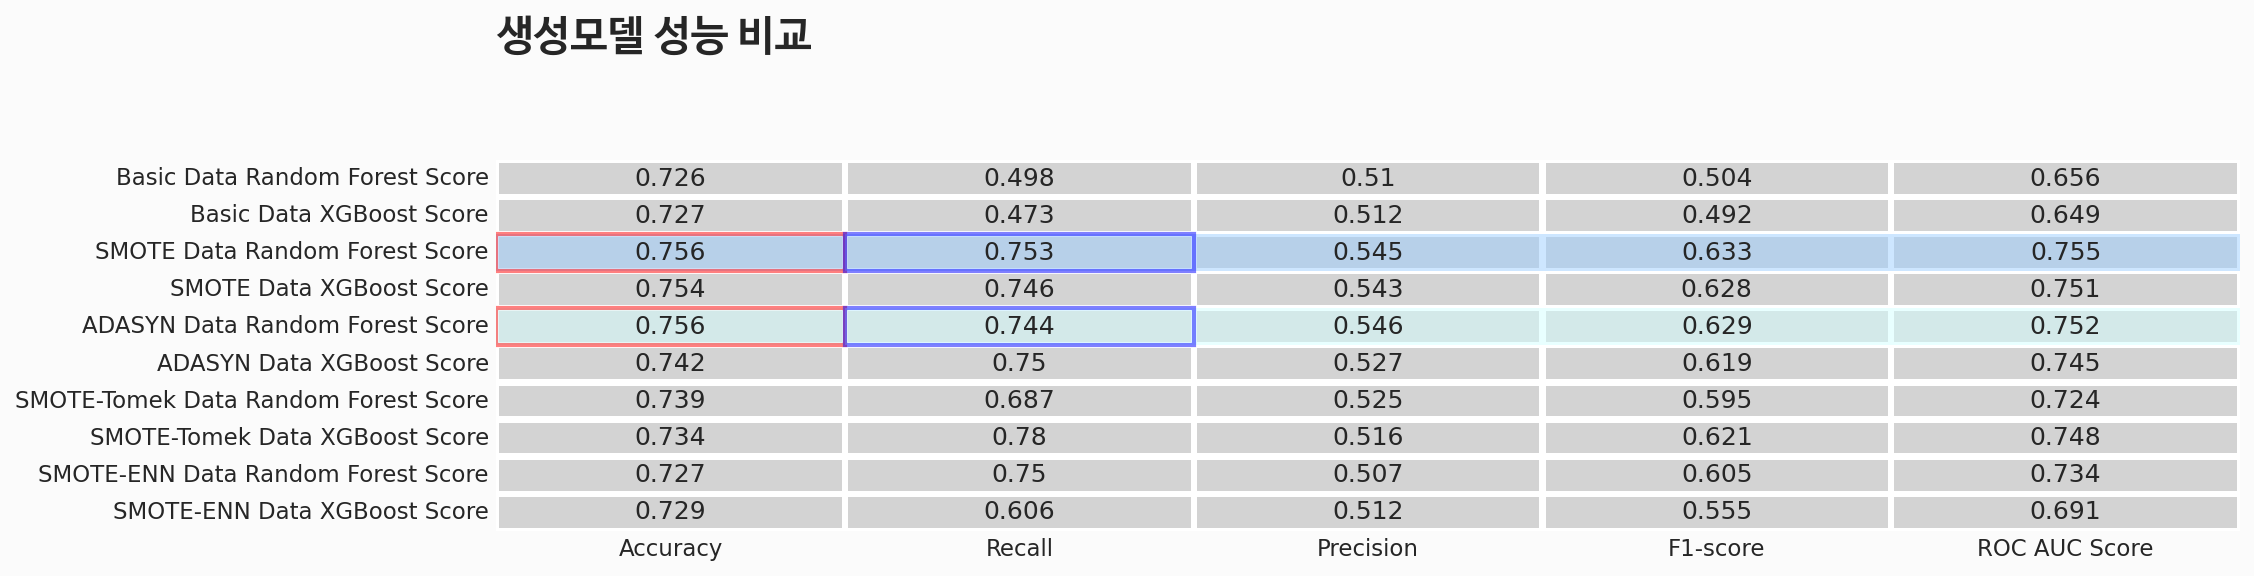 생성모델 성능 비교
Basic Data Random Forest Score 0.726 0.498 0.51 0.504 0.656
Basic Data XGBoost Score 0.727 0.473 0.512 0.492 0.649
SMOTE Data Random Forest Score 0.756 0.753 0.545 0.633 0.755
SMOTE Data XGBoost Score 0.754 0.746 0.543 0.628 0.751
ADASYN Data Random Forest Score 0.756 0.744 0.546 0.629 0.752
ADASYN Data XGBoost Score 0.742 0.75 0.527 0.619 0.745
SMOTE-Tomek Data Random Forest Score 0.739 0.687 0.525 0.595 0.724
SMOTE-Tomek Data XGBoost Score 0.734 0.78 0.516 0.621 0.748
SMOTE-ENN Data Random Forest Score 0.727 0.75 0.507 0.605 0.734
SMOTE-ENN Data XGBoost Score 0.729 0.606 0.512 0.555 0.691
Accuracy Recall Precision F1-score ROC AUC Score